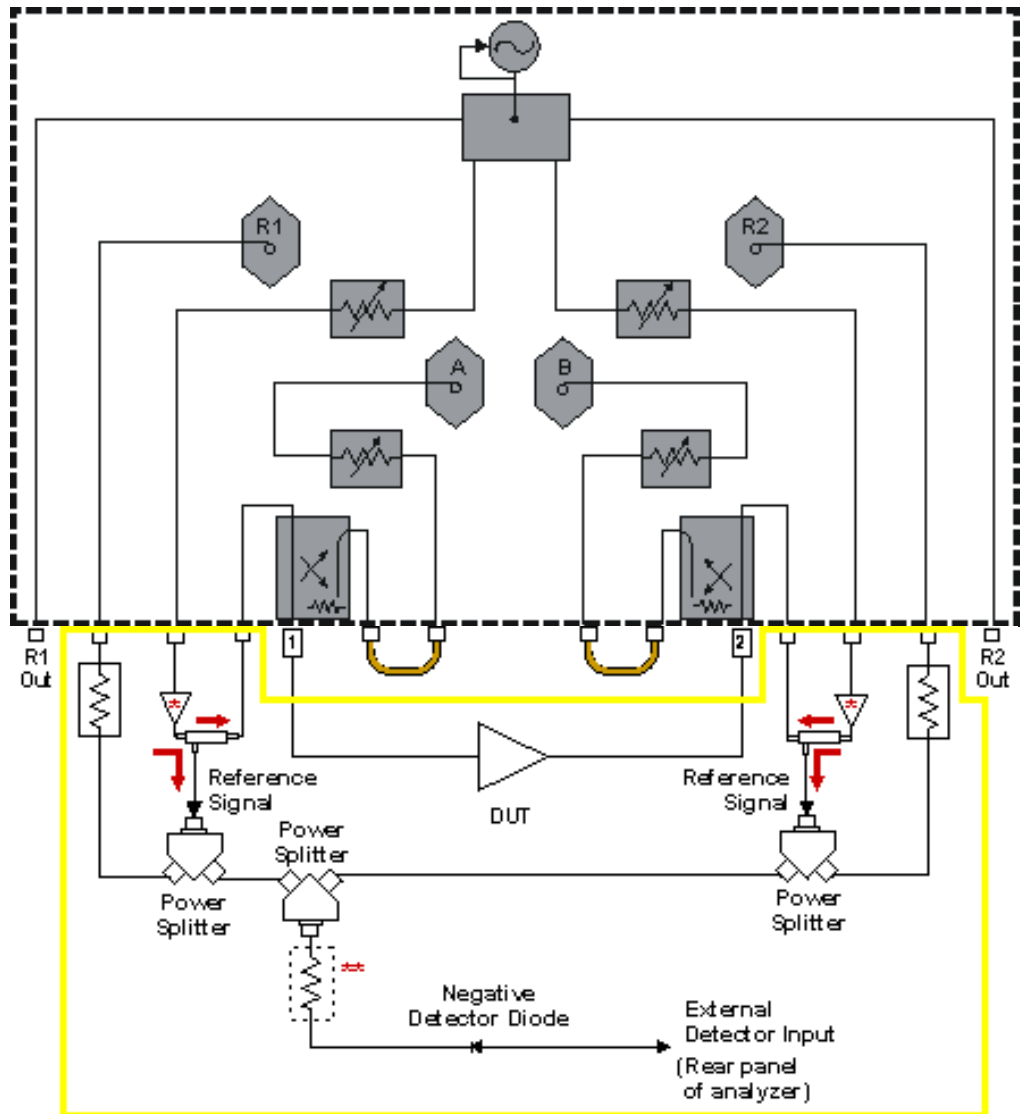 R1
R2
A
B
1
2
R1
Out
R2
Out
*
*
Reference
Signal
Reference
Signal
DUT
Power
Splitter
Power
Splitter
Power
Splitter
**
Negative
Detector Diode
External
Detector Input
(Rear panel
of analyzer)